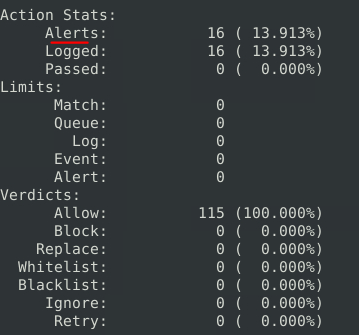 Action Stats:
Alerts: 16 ( 13.913%)
Logged: 16 ( 13.913%)
Passed: 0 ( 0.000%)
Limits:
Match: 0
Queue: 0
Log: 0
Event: 0
Alert: 0
Verdicts:
Allow: 115 (100.000%)
Block: 0 ( 0.000%)
Replace: 0 ( 0.000%)
Whitelist: 0 ( 0.000%)
Blacklist: 0 ( 0.000%)
Ignore: 0 ( 0.000%)
Retry: 0 ( 0.000%)